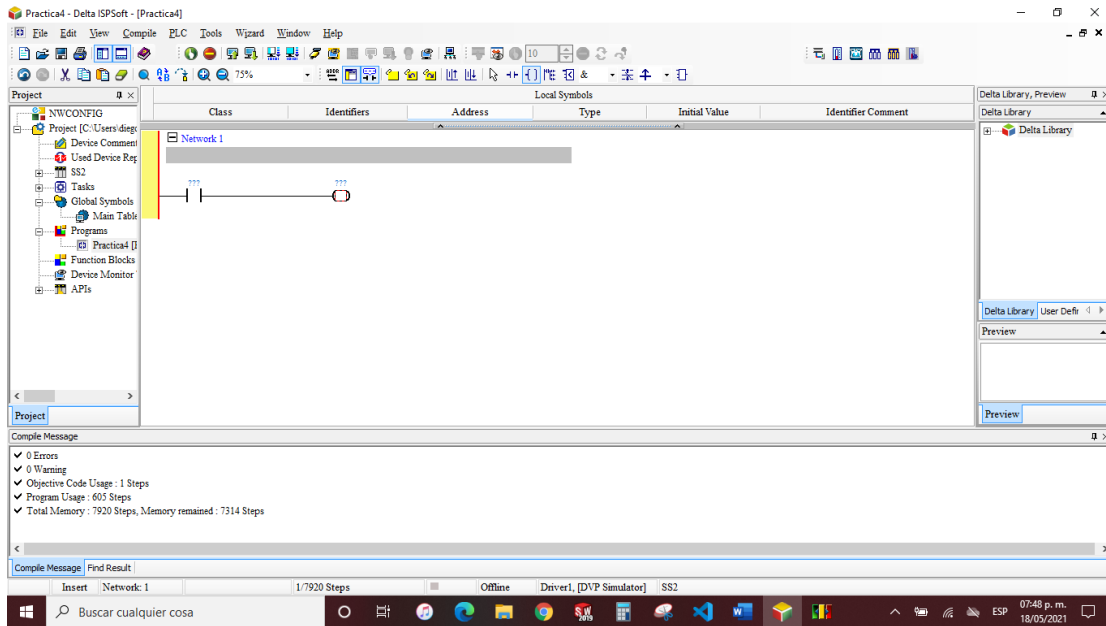 Practica4 - Delta ISPSoft - [Practica4]
File Edit View Compile PLC Tools Wizard Window Help
10
75%
Project
Local Symbols
Delta Library, Preview
Class Identifiers Address Type Initial Value Identifier Comment
Delta Library
NWCONFIG
Project [C:\Users\diego
Device Comment
Used Device Rep
SS2
Tasks
Global Symbols
Main Table
Programs
Practica4 [P
Function Blocks
Device Monitor
APIs
Network 1
??? ???
Delta Library
Delta Library User Defir
Preview
Preview
Project
Compile Message
0 Errors
0 Warning
Objective Code Usage : 1 Steps
Program Usage : 605 Steps
Total Memory : 7920 Steps, Memory remained : 7314 Steps
Compile Message Find Result
Insert Network: 1 1/7920 Steps Offline Driver1, [DVP Simulator] SS2
Buscar cualquier cosa
ESP
07:48 p. m.
18/05/2021